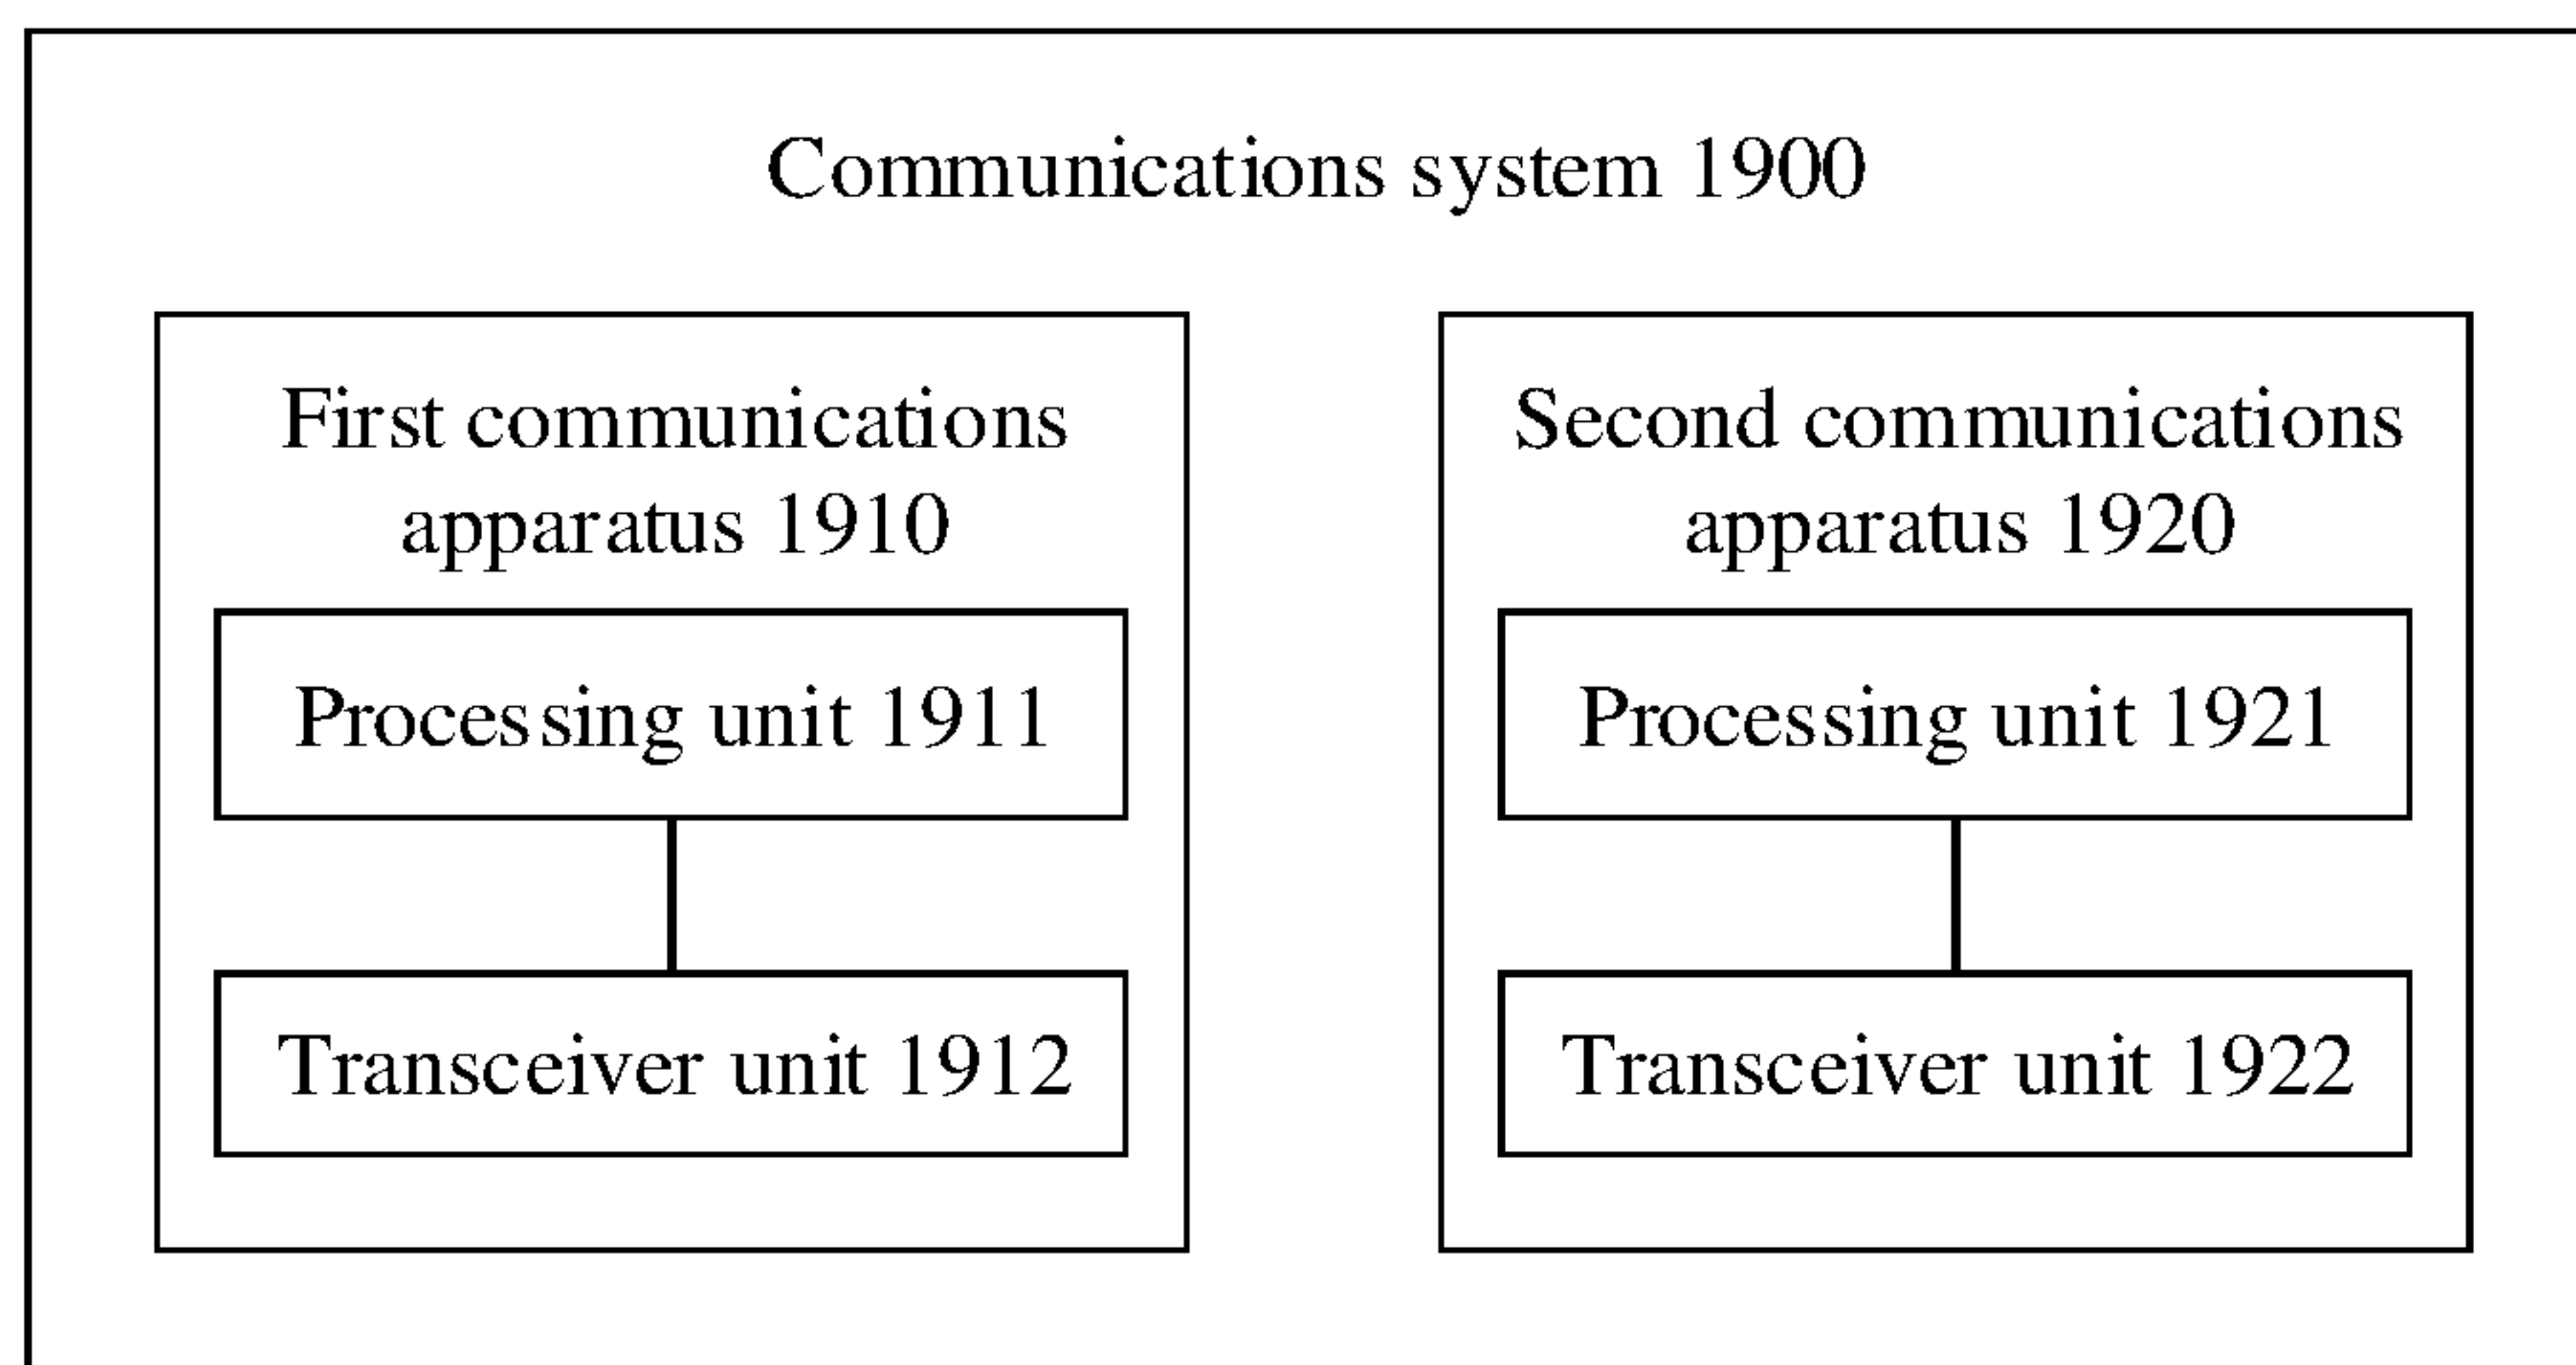 Communications system 1900
First communications
apparatus 1910
Processing unit 1911
Transceiver unit 1912
Second communications
apparatus 1920
Processing unit 1921
Transceiver unit 1922